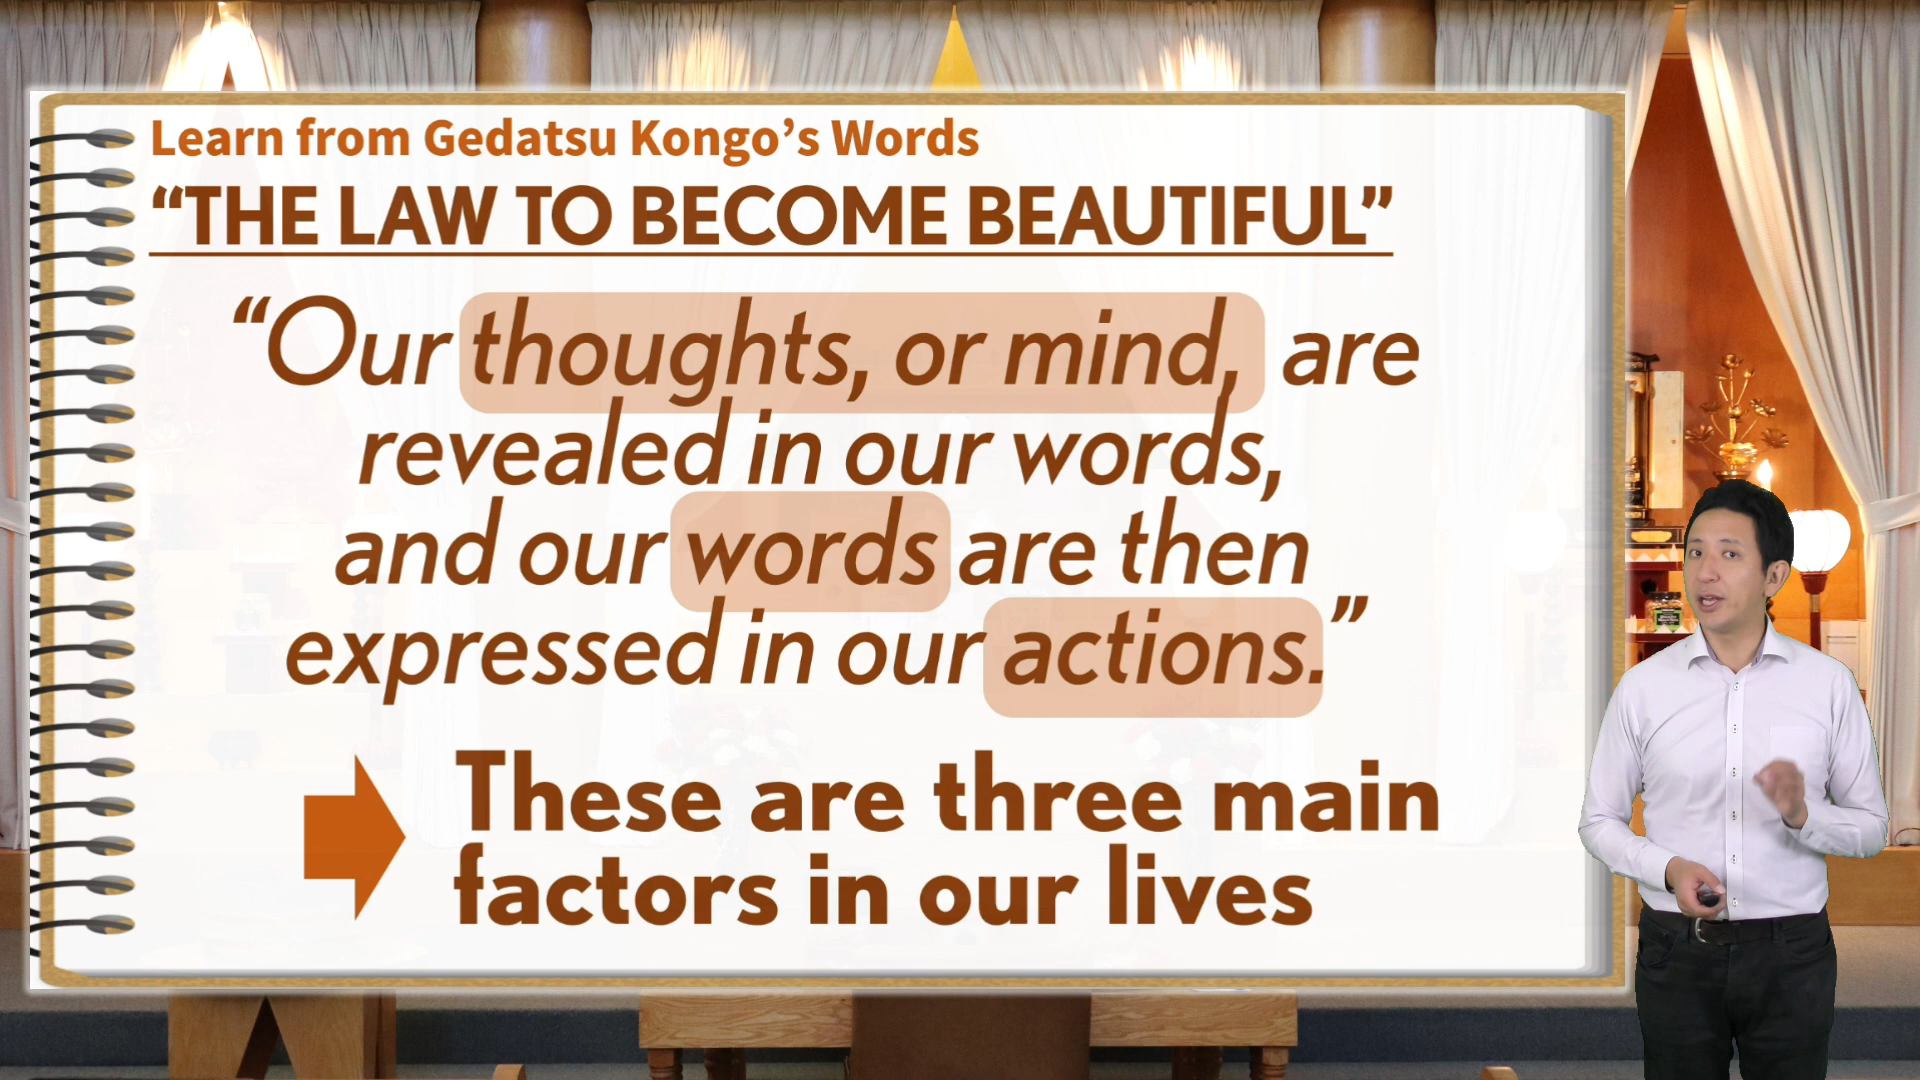 Learn from Gedatsu Kongo’s Words
“THE LAW TO BECOME BEAUTIFUL”
“Our thoughts, or mind, are
revealed in our words,
and our words are then
expressed in our actions.”
These are three main
factors in our lives